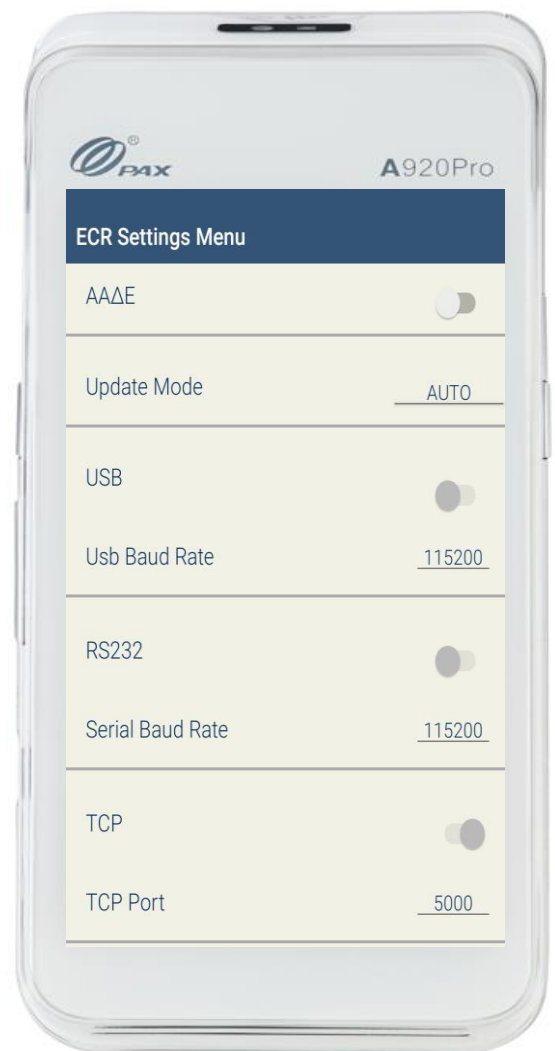 PAX®
A920Pro
ECR Settings Menu
ΑΑΔΕ
Update Mode AUTO
USB
Usb Baud Rate 115200
RS232
Serial Baud Rate 115200
TCP
TCP Port 5000